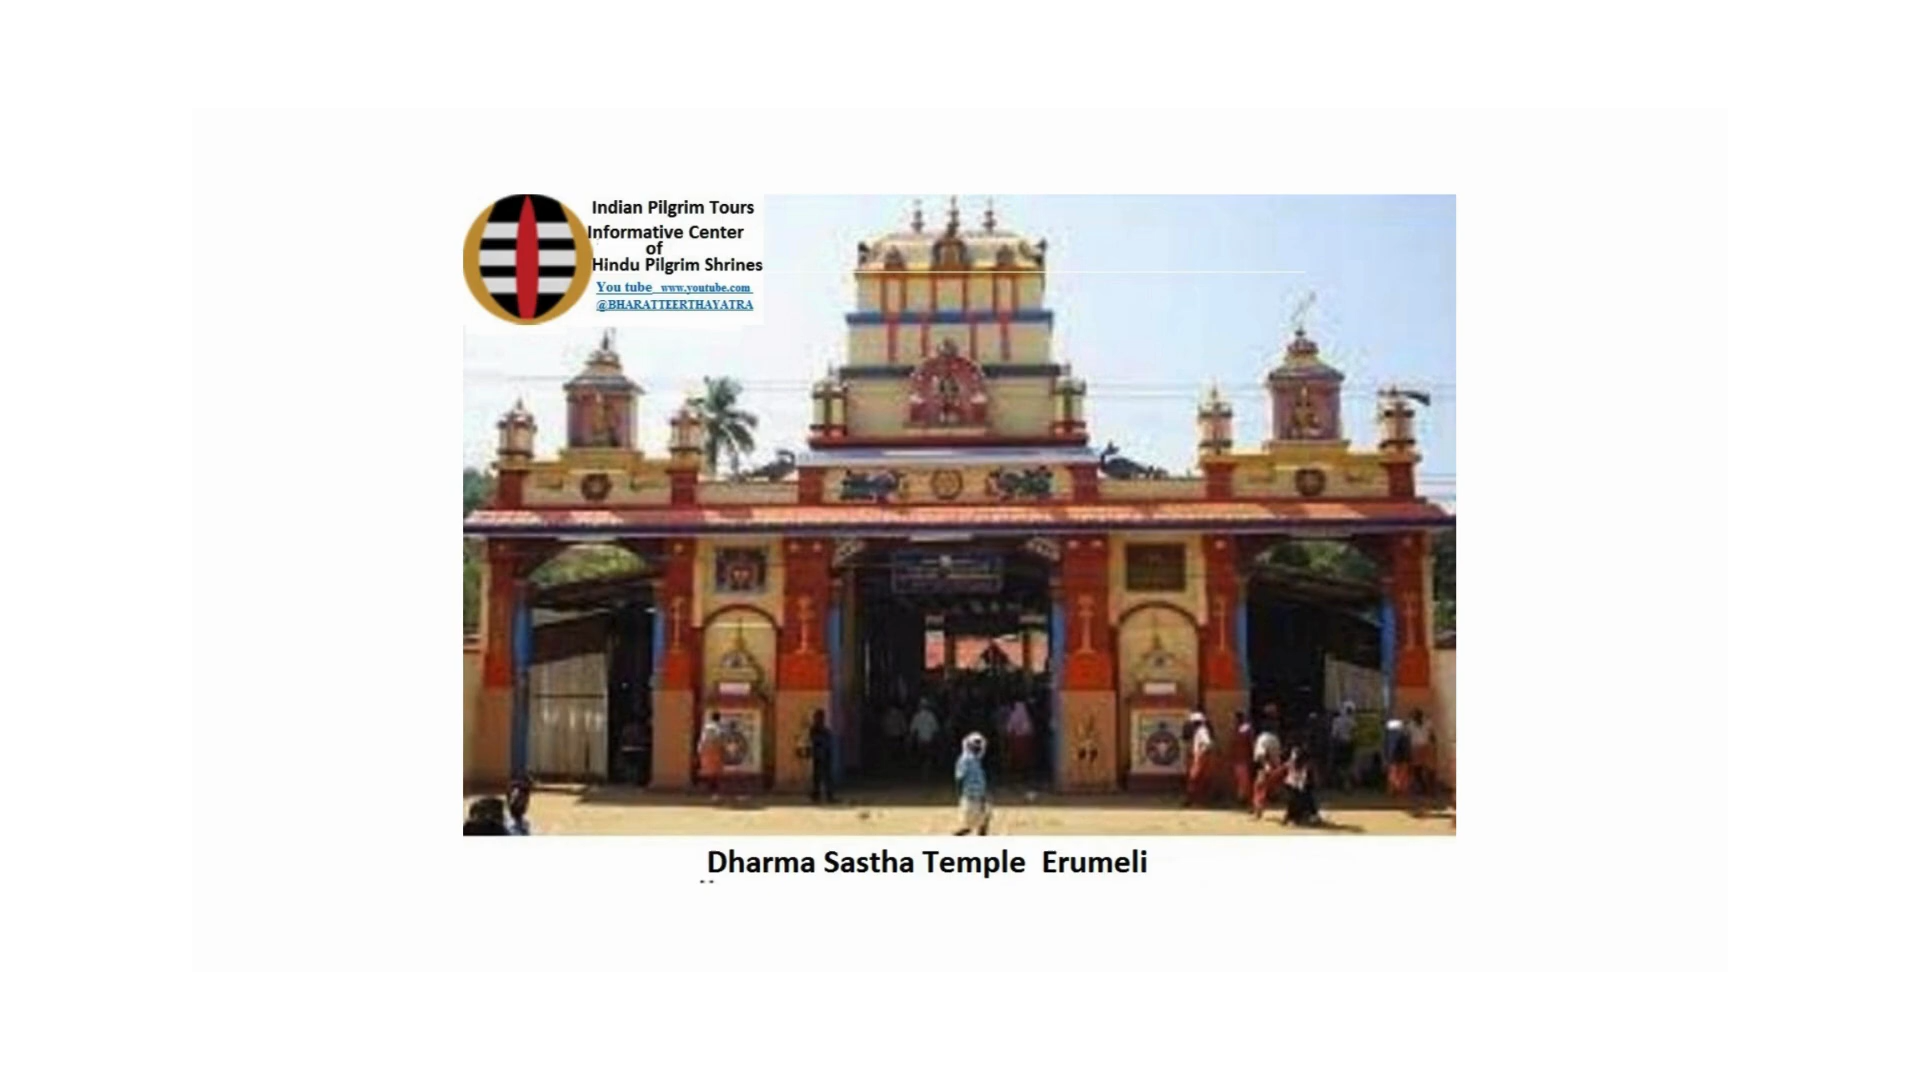 Indian Pilgrim Tours
Informative Center
of
Hindu Pilgrim Shrines
You tube www.youtube.com
@BHARATTEERTHAYATRA
Dharma Sastha Temple Erumeli